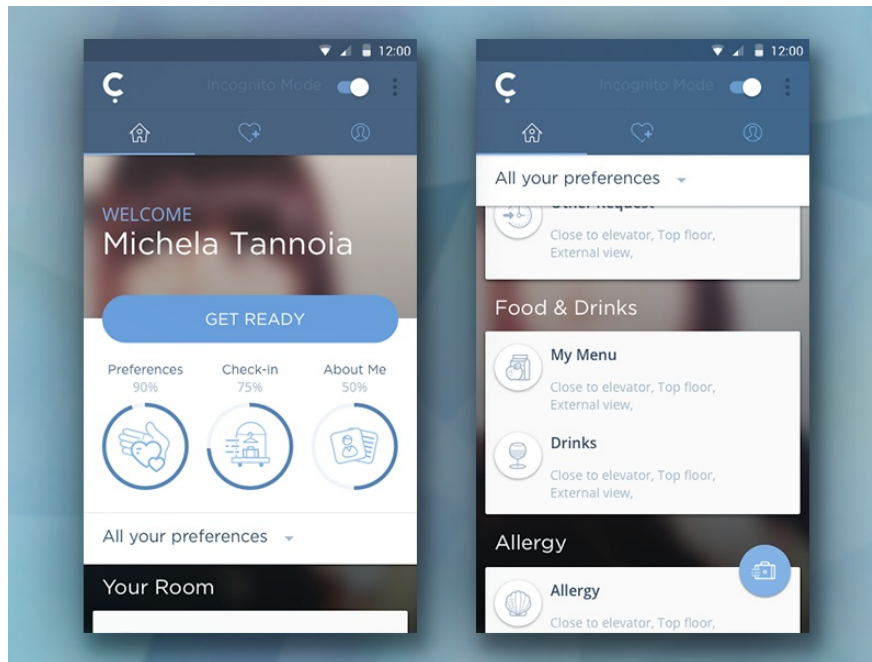 12:00
Ç
Incognito Mode
WELCOME
Michela Tannoia
GET READY
Preferences
90%
Check-in
75%
About Me
50%
All your preferences
Your Room
12:00
Ç
Incognito Mode
All your preferences
Other Request
Close to elevator, Top floor,
External view,
Food & Drinks
My Menu
Close to elevator, Top floor,
External view,
Drinks
Close to elevator, Top floor,
External view,
Allergy
Allergy
Close to elevator, Top floor,